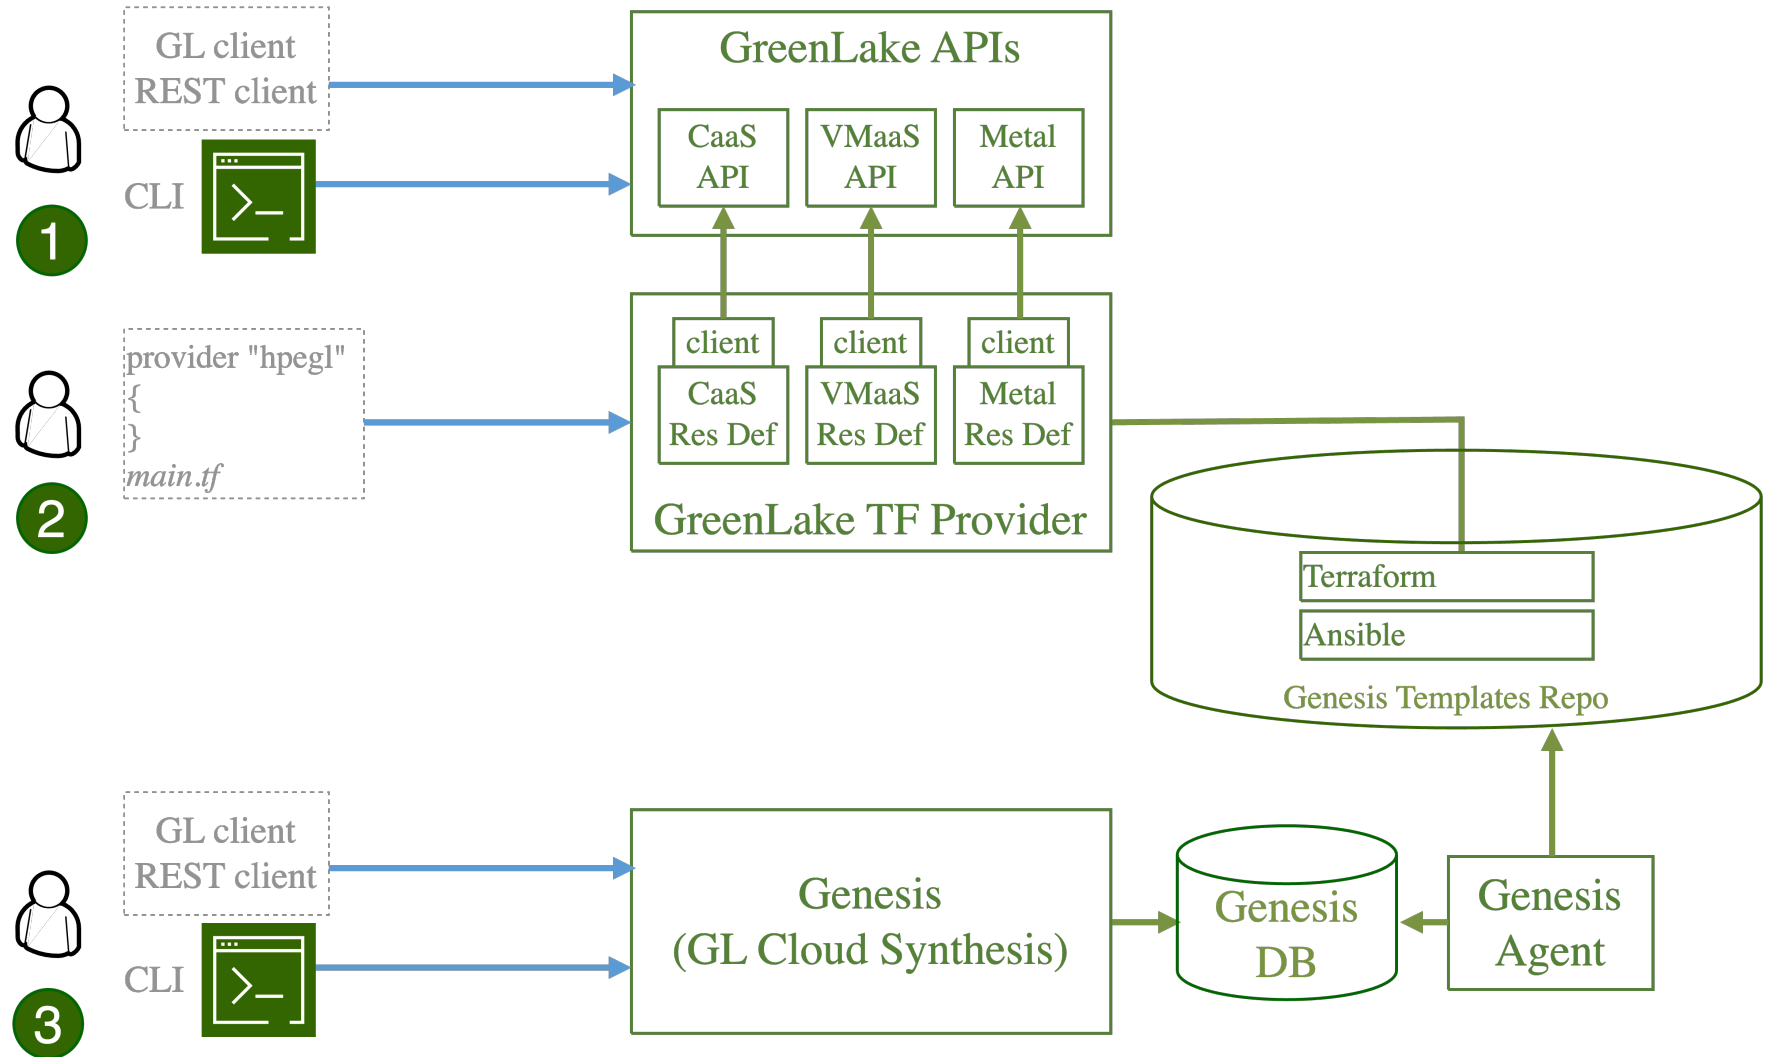 GL client
REST client
CLI
1
GreenLake APIs
CaaS
API
VMaaS
API
Metal
API
provider "hpegl"
{
}
main.tf
2
client
client
client
CaaS
Res Def
VMaaS
Res Def
Metal
Res Def
GreenLake TF Provider
Terraform
Ansible
Genesis Templates Repo
GL client
REST client
CLI
3
Genesis
(GL Cloud Synthesis)
Genesis
DB
Genesis
Agent